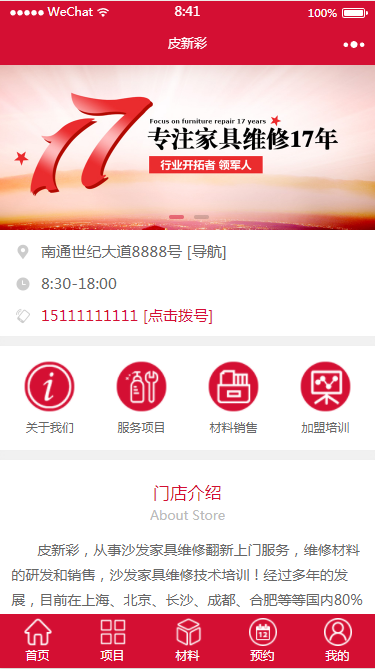 WeChat 8:41 100%
皮新彩
17
Focus on furniture repair 17 years
专注家具维修17年
行业开拓者 领军人
南通世纪大道8888号 [导航]
8:30-18:00
15111111111 [点击拨号]
关于我们 服务项目 材料销售 加盟培训
门店介绍
About Store
皮新彩，从事沙发家具维修翻新上门服务，维修材料
的研发和销售，沙发家具维修技术培训！经过多年的发
展，目前在上海、北京、长沙、成都、合肥等等国内80%
12
首页 项目 材料 预约 我的